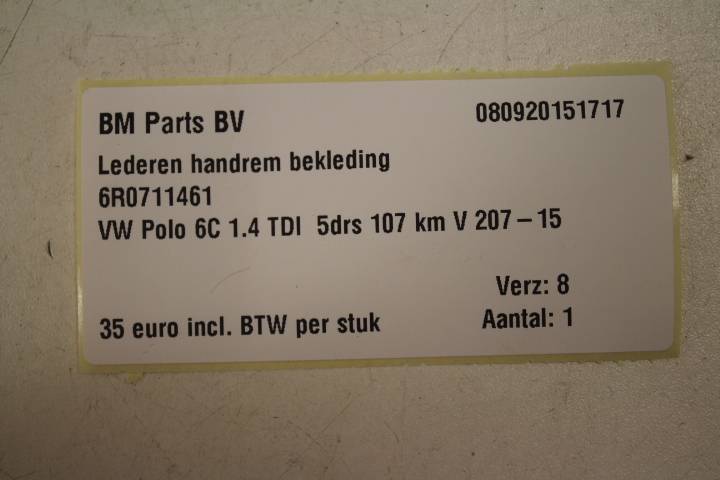 BM Parts BV 080920151717
Lederen handrem bekleding
6R0711461
VW Polo 6C 1.4 TDI 5drs 107 km V 207-15
Verz: 8
35 euro incl. BTW per stuk Aantal: 1